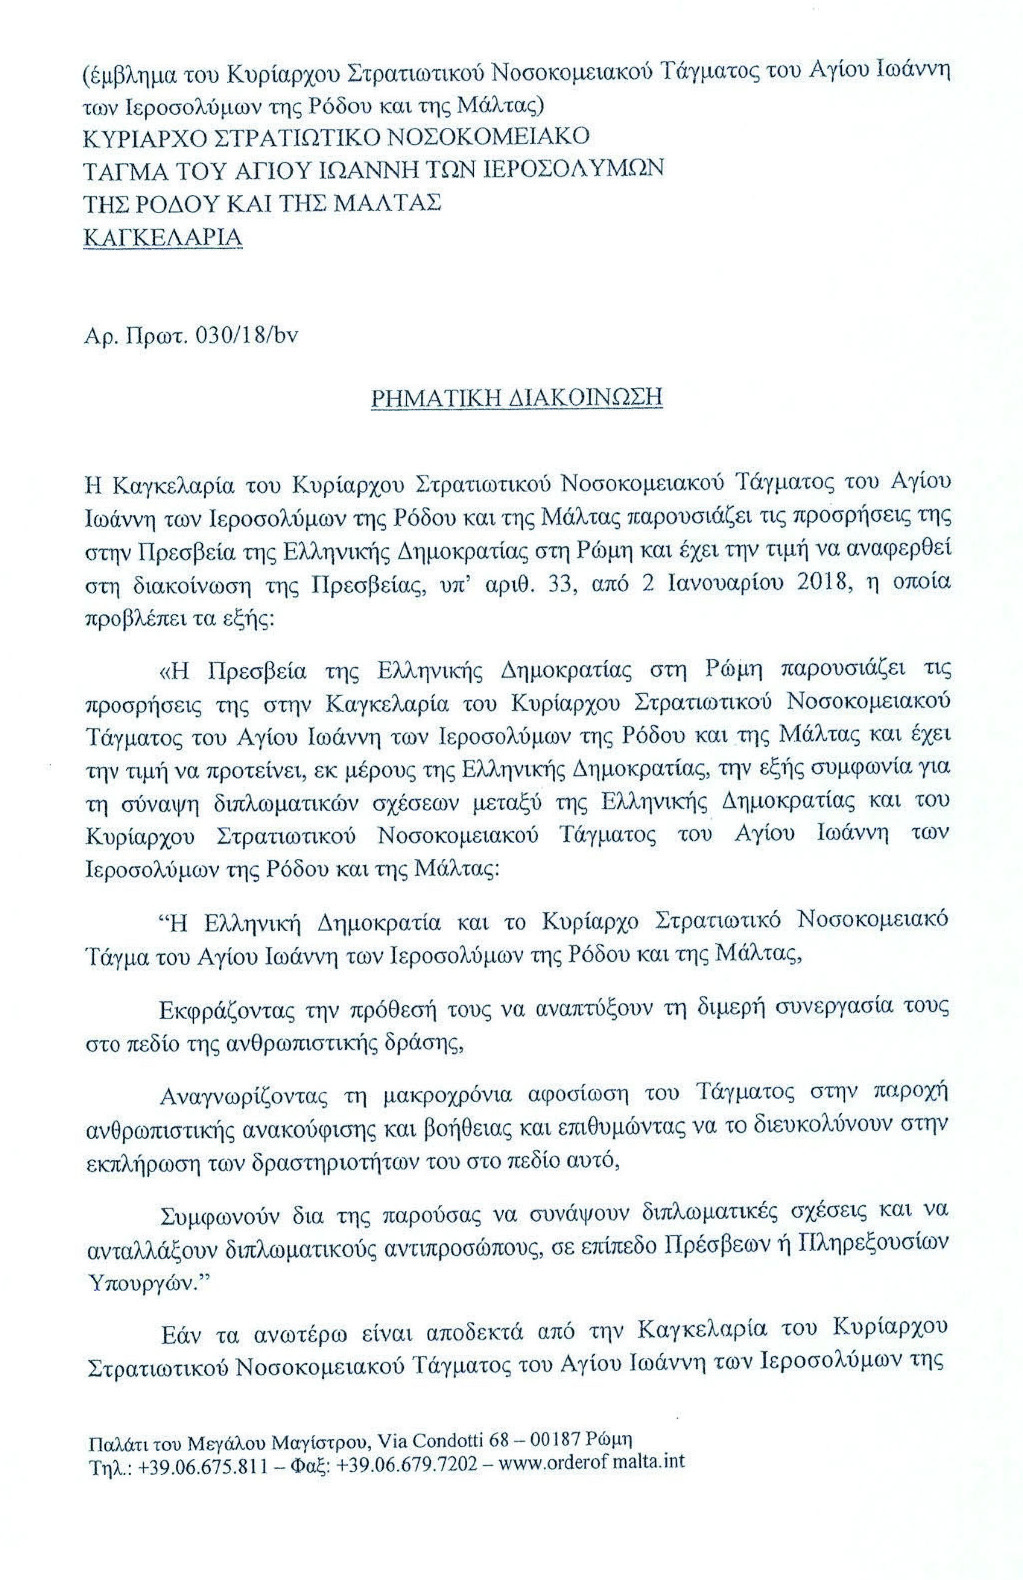 (έμβλημα του Κυρίαρχου Στρατιωτικού Νοσοκομειακού Τάγματος του Αγίου Ιωάννη
των Ιεροσολύμων της Ρόδου και της Μάλτας)
ΚΥΡΙΑΡΧΟ ΣΤΡΑΤΙΩΤΙΚΟ ΝΟΣΟΚΟΜΕΙΑΚΟ
ΤΑΓΜΑ ΤΟΥ ΑΓΙΟΥ ΙΩΑΝΝΗ ΤΩΝ ΙΕΡΟΣΟΛΥΜΩΝ
ΤΗΣ ΡΟΔΟΥ ΚΑΙ ΤΗΣ ΜΑΛΤΑΣ
ΚΑΓΚΕΛΑΡΙΑ
Αρ. Πρωτ. 030/18/bv
ΡΗΜΑΤΙΚΗ ΔΙΑΚΟΙΝΩΣΗ
Η Καγκελαρία του Κυρίαρχου Στρατιωτικού Νοσοκομειακού Τάγματος του Αγίου
Ιωάννη των Ιεροσολύμων της Ρόδου και της Μάλτας παρουσιάζει τις προσρήσεις της
στην Πρεσβεία της Ελληνικής Δημοκρατίας στη Ρώμη και έχει την τιμή να αναφερθεί
στη διακοίνωση της Πρεσβείας, υπ’ αριθ. 33, από 2 Ιανουαρίου 2018, η οποία
προβλέπει τα εξής:
«Η Πρεσβεία της Ελληνικής Δημοκρατίας στη Ρώμη παρουσιάζει τις
προσρήσεις της στην Καγκελαρία του Κυρίαρχου Στρατιωτικού Νοσοκομειακού
Τάγματος του Αγίου Ιωάννη των Ιεροσολύμων της Ρόδου και της Μάλτας και έχει
την τιμή να προτείνει, εκ μέρους της Ελληνικής Δημοκρατίας, την εξής συμφωνία για
τη σύναψη διπλωματικών σχέσεων μεταξύ της Ελληνικής Δημοκρατίας και του
Κυρίαρχου Στρατιωτικού Νοσοκομειακού Τάγματος του Αγίου Ιωάννη των
Ιεροσολύμων της Ρόδου και της Μάλτας:
“Η Ελληνική Δημοκρατία και το Κυρίαρχο Στρατιωτικό Νοσοκομειακό
Τάγμα του Αγίου Ιωάννη των Ιεροσολύμων της Ρόδου και της Μάλτας,
Εκφράζοντας την πρόθεσή τους να αναπτύξουν τη διμερή συνεργασία τους
στο πεδίο της ανθρωπιστικής δράσης,
Αναγνωρίζοντας τη μακροχρόνια αφοσίωση του Τάγματος στην παροχή
ανθρωπιστικής ανακούφισης και βοήθειας και επιθυμώντας να το διευκολύνουν στην
εκπλήρωση των δραστηριοτήτων του στο πεδίο αυτό,
Συμφωνούν δια της παρούσας να συνάψουν διπλωματικές σχέσεις και να
ανταλλάξουν διπλωματικούς αντιπροσώπους, σε επίπεδο Πρέσβεων ή Πληρεξουσίων
Υπουργών.”
Εάν τα ανωτέρω είναι αποδεκτά από την Καγκελαρία του Κυρίαρχου
Στρατιωτικού Νοσοκομειακού Τάγματος του Αγίου Ιωάννη των Ιεροσολύμων της
Παλάτι του Μεγάλου Μαγίστρου, Via Condotti 68 – 00187 Ρώμη
Τηλ.: +39.06.675.811 – Φαξ: +39.06.679.7202 – www.orderof malta.int